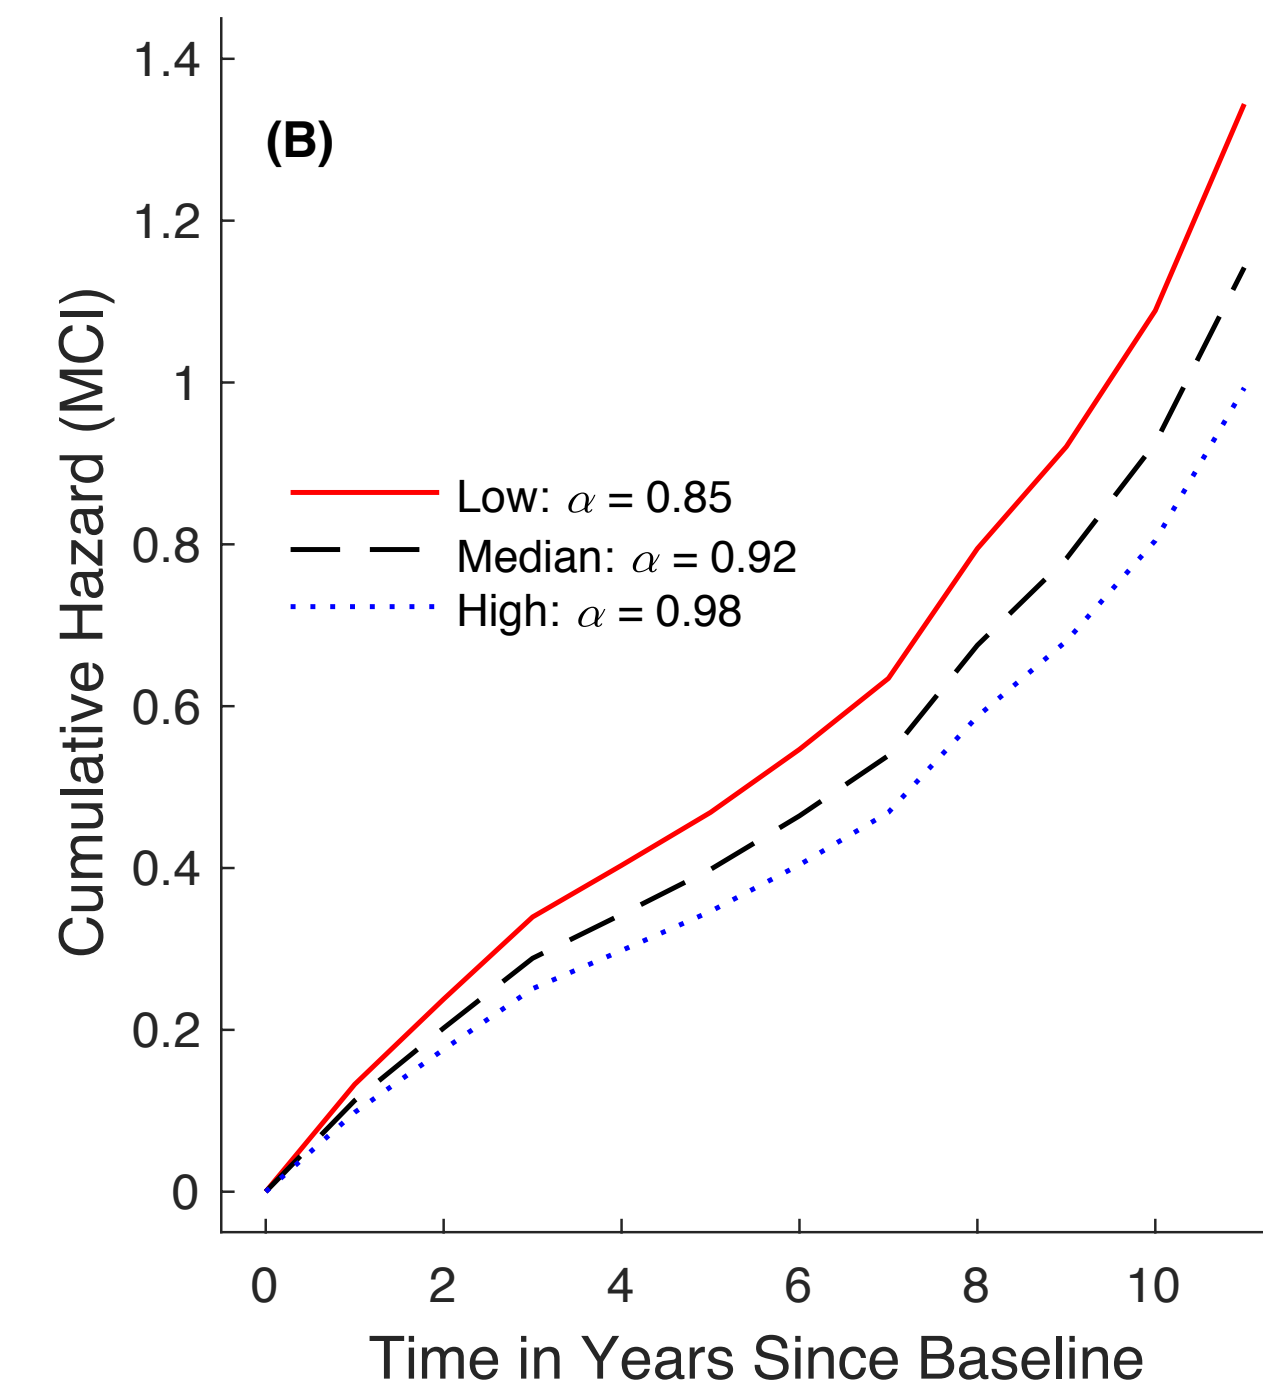 (B)
1.4
1.2
1
0.8
0.6
0.4
0.2
0
Cumulative Hazard (MCI)
Low: α = 0.85
Median: α = 0.92
High: α = 0.98
0 2 4 6 8 10
Time in Years Since Baseline